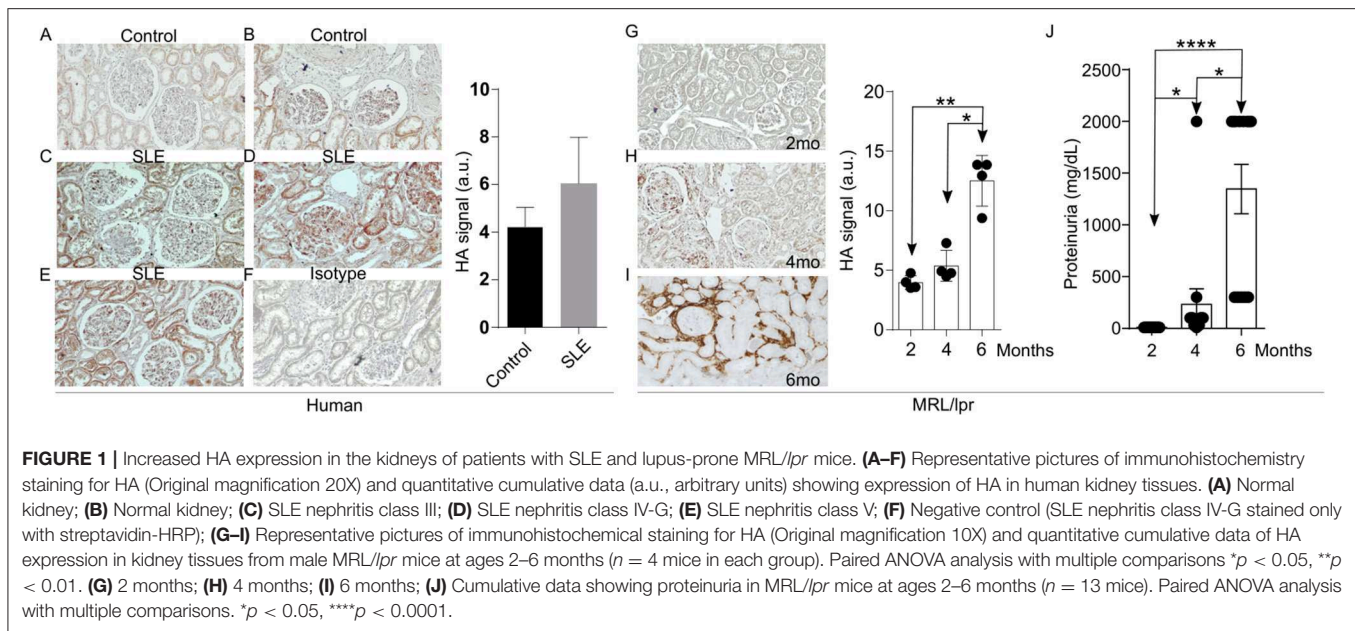 A
Control
B
Control
C
SLE
D
SLE
E
SLE
F
Isotype
HA signal (a.u.)
10
8
6
4
2
0
Control
SLE
Human
G
2mo
H
4mo
I
6mo
HA signal (a.u.)
20
15
10
5
0
**
*
2 4 6 Months
MRL/lpr
J
Proteinuria (mg/dL)
2500
2000
1500
1000
500
0
****
*
*
2 4 6 Months
FIGURE 1 | Increased HA expression in the kidneys of patients with SLE and lupus-prone MRL/lpr mice. (A–F) Representative pictures of immunohistochemistry
staining for HA (Original magnification 20X) and quantitative cumulative data (a.u., arbitrary units) showing expression of HA in human kidney tissues. (A) Normal
kidney; (B) Normal kidney; (C) SLE nephritis class III; (D) SLE nephritis class IV-G; (E) SLE nephritis class V; (F) Negative control (SLE nephritis class IV-G stained only
with streptavidin-HRP); (G–I) Representative pictures of immunohistochemical staining for HA (Original magnification 10X) and quantitative cumulative data of HA
expression in kidney tissues from male MRL/lpr mice at ages 2–6 months (n = 4 mice in each group). Paired ANOVA analysis with multiple comparisons *p < 0.05, **p
< 0.01. (G) 2 months; (H) 4 months; (I) 6 months; (J) Cumulative data showing proteinuria in MRL/lpr mice at ages 2–6 months (n = 13 mice). Paired ANOVA analysis
with multiple comparisons. *p < 0.05, ****p < 0.0001.